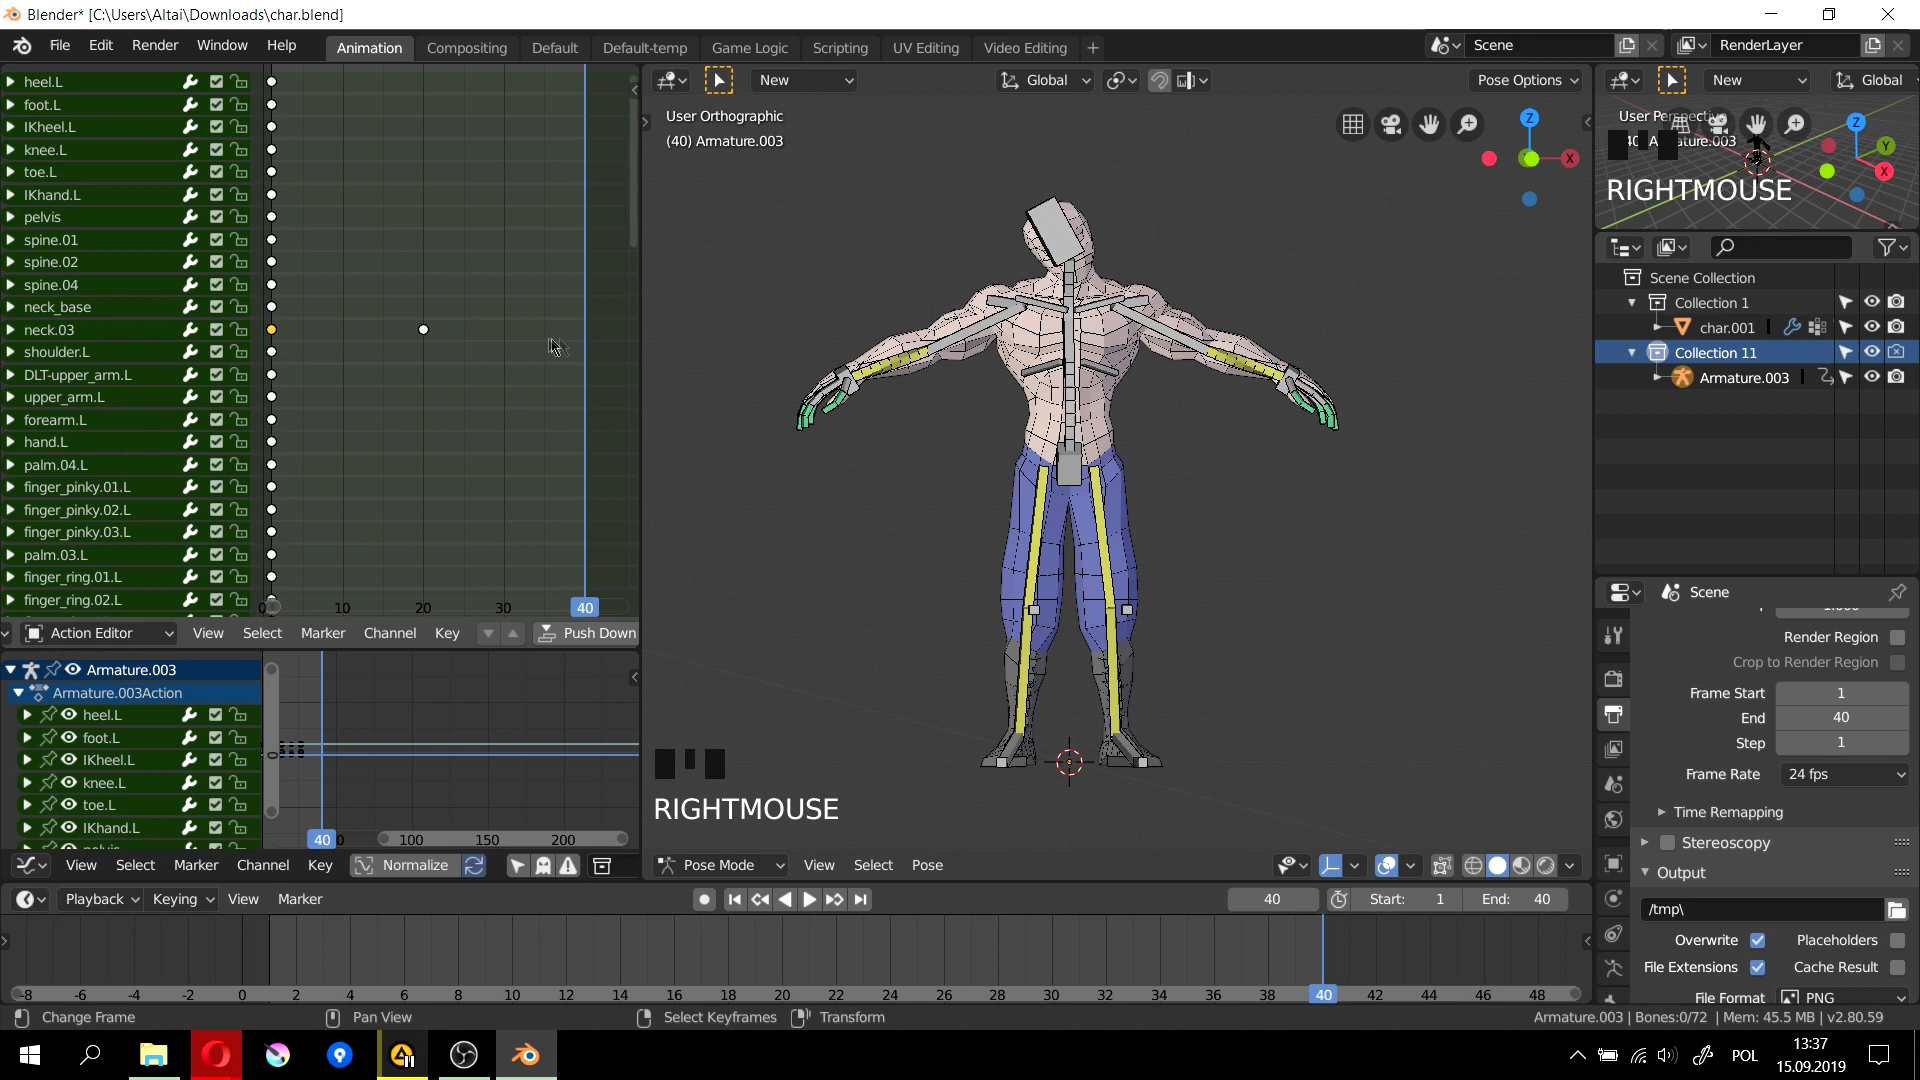 Blender* [C:\Users\Altai\Downloads\char.blend]
File Edit Render Window Help
Animation Compositing Default Default-temp Game Logic Scripting UV Editing Video Editing
Scene
RenderLayer
heel.L
foot.L
IKheel.L
knee.L
toe.L
IKhand.L
pelvis
spine.01
spine.02
spine.04
neck_base
neck.03
shoulder.L
DLT-upper_arm.L
upper_arm.L
forearm.L
hand.L
palm.04.L
finger_pinky.01.L
finger_pinky.02.L
finger_pinky.03.L
palm.03.L
finger_ring.01.L
finger_ring.02.L
0 10 20 30 40
Action Editor View Select Marker Channel Key Push Down
Armature.003
Armature.003Action
heel.L
foot.L
IKheel.L
knee.L
toe.L
IKhand.L
40 0 100 150 200
View Select Marker Channel Key Normalize
New Global Pose Options
User Orthographic
(40) Armature.003
Z
X
RIGHTMOUSE
Pose Mode View Select Pose
New Global
User Perspective
Z
Y
X
RIGHTMOUSE
Scene Collection
Collection 1
char.001
Collection 11
Armature.003
Scene
Render Region
Crop to Render Region
Frame Start 1
End 40
Step 1
Frame Rate 24 fps
Time Remapping
Stereoscopy
Output
/tmp\
Overwrite Placeholders
File Extensions Cache Result
File Format PNG
Playback Keying View Marker
40 Start: 1 End: 40
-8 -6 -4 -2 0 2 4 6 8 10 12 14 16 18 20 22 24 26 28 30 32 34 36 38 40 42 44 46 48
Change Frame Pan View Select Keyframes Transform
Armature.003 | Bones:0/72 | Mem: 45.5 MB | v2.80.59
POL
13:37
15.09.2019